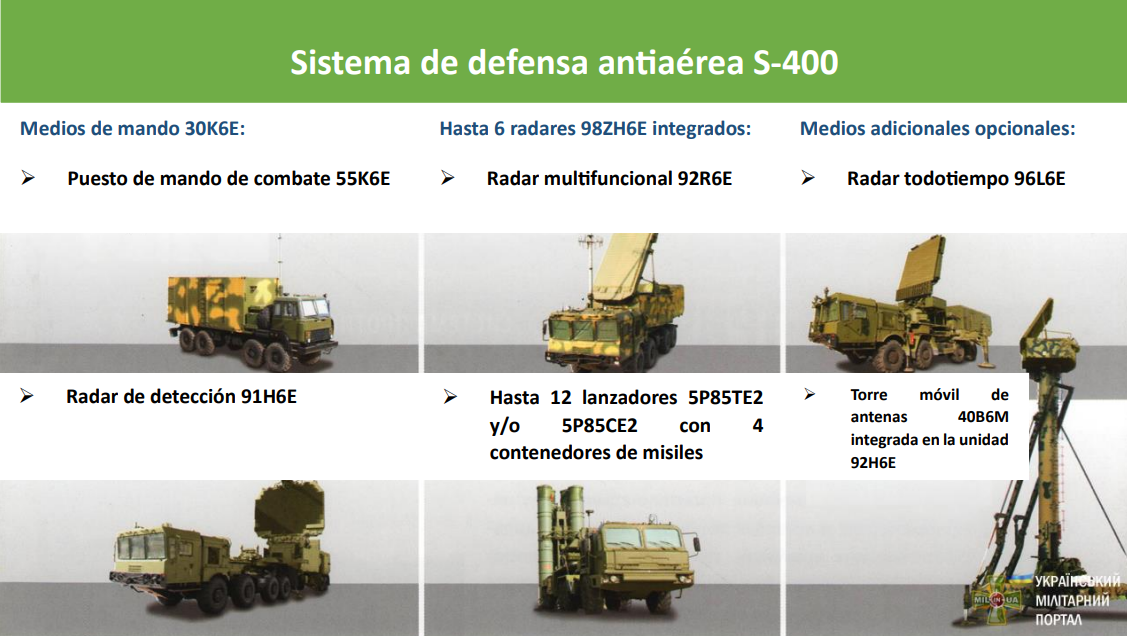 Sistema de defensa antiaérea S-400
Medios de mando 30K6E:
➢ Puesto de mando de combate 55K6E
➢ Radar de detección 91H6E
Hasta 6 radares 98ZH6E integrados:
➢ Radar multifuncional 92R6E
➢ Hasta 12 lanzadores 5P85TE2
y/o 5P85CE2 con 4
contenedores de misiles
Medios adicionales opcionales:
➢ Radar todotiempo 96L6E
➢ Torre móvil de
antenas 40B6M
integrada en la unidad
92H6E
MIL.IN.UA
УКРАЇНСЬКИЙ
МІЛІТАРНИЙ
ПОРТАЛ